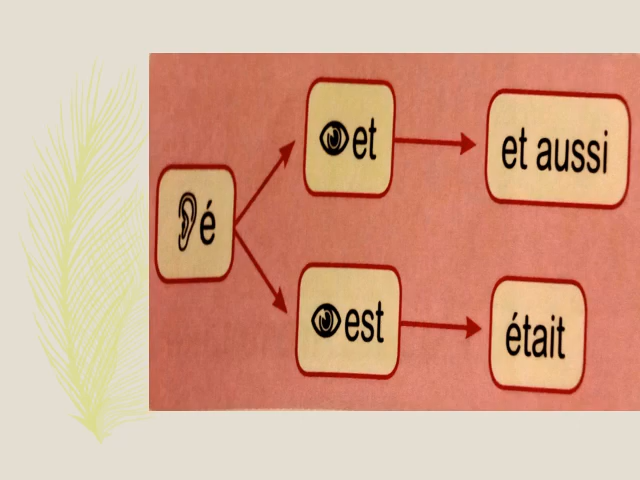 é
et
et aussi
est
était